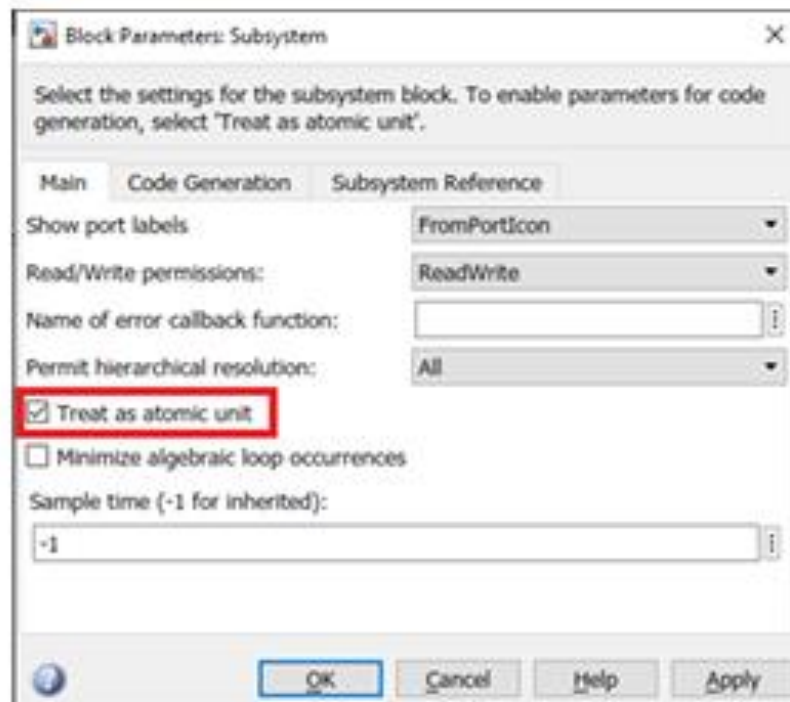 Block Parameters: Subsystem
Select the settings for the subsystem block. To enable parameters for code
generation, select 'Treat as atomic unit'.
Main Code Generation Subsystem Reference
Show port labels FromPortIcon
Read/Write permissions: ReadWrite
Name of error callback function:
Permit hierarchical resolution: All
Treat as atomic unit
Minimize algebraic loop occurrences
Sample time (-1 for inherited):
-1
OK Cancel Help Apply